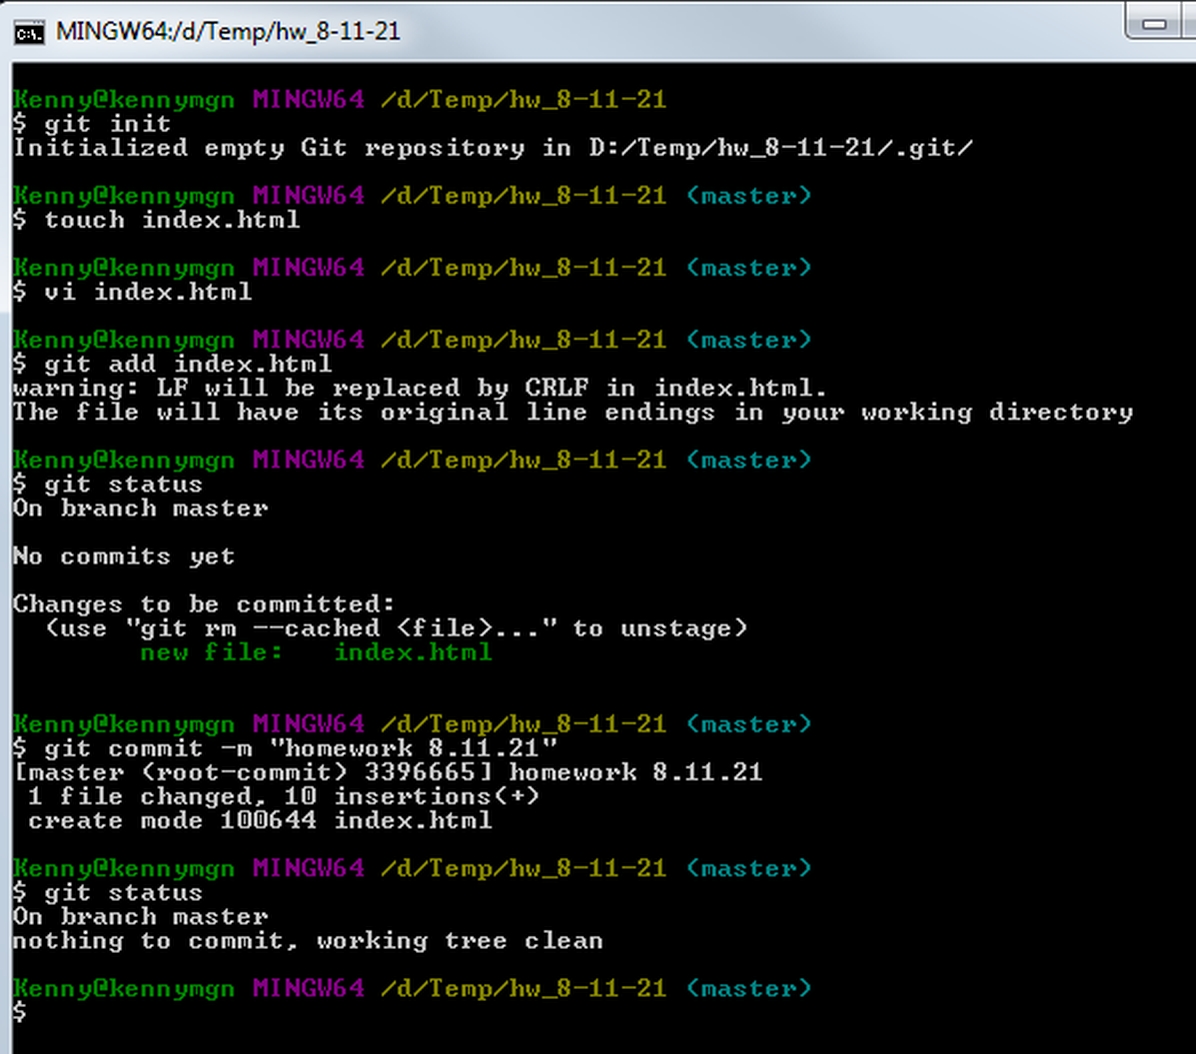 MINGW64:/d/Temp/hw_8-11-21
Kenny@kennymgn MINGW64 /d/Temp/hw_8-11-21
$ git init
Initialized empty Git repository in D:/Temp/hw_8-11-21/.git/
Kenny@kennymgn MINGW64 /d/Temp/hw_8-11-21 (master)
$ touch index.html
Kenny@kennymgn MINGW64 /d/Temp/hw_8-11-21 (master)
$ vi index.html
Kenny@kennymgn MINGW64 /d/Temp/hw_8-11-21 (master)
$ git add index.html
warning: LF will be replaced by CRLF in index.html.
The file will have its original line endings in your working directory
Kenny@kennymgn MINGW64 /d/Temp/hw_8-11-21 (master)
$ git status
On branch master
No commits yet
Changes to be committed:
  (use "git rm --cached <file>..." to unstage)
        new file:   index.html
Kenny@kennymgn MINGW64 /d/Temp/hw_8-11-21 (master)
$ git commit -m "homework 8.11.21"
[master (root-commit) 3396665] homework 8.11.21
 1 file changed, 10 insertions(+)
 create mode 100644 index.html
Kenny@kennymgn MINGW64 /d/Temp/hw_8-11-21 (master)
$ git status
On branch master
nothing to commit, working tree clean
Kenny@kennymgn MINGW64 /d/Temp/hw_8-11-21 (master)
$